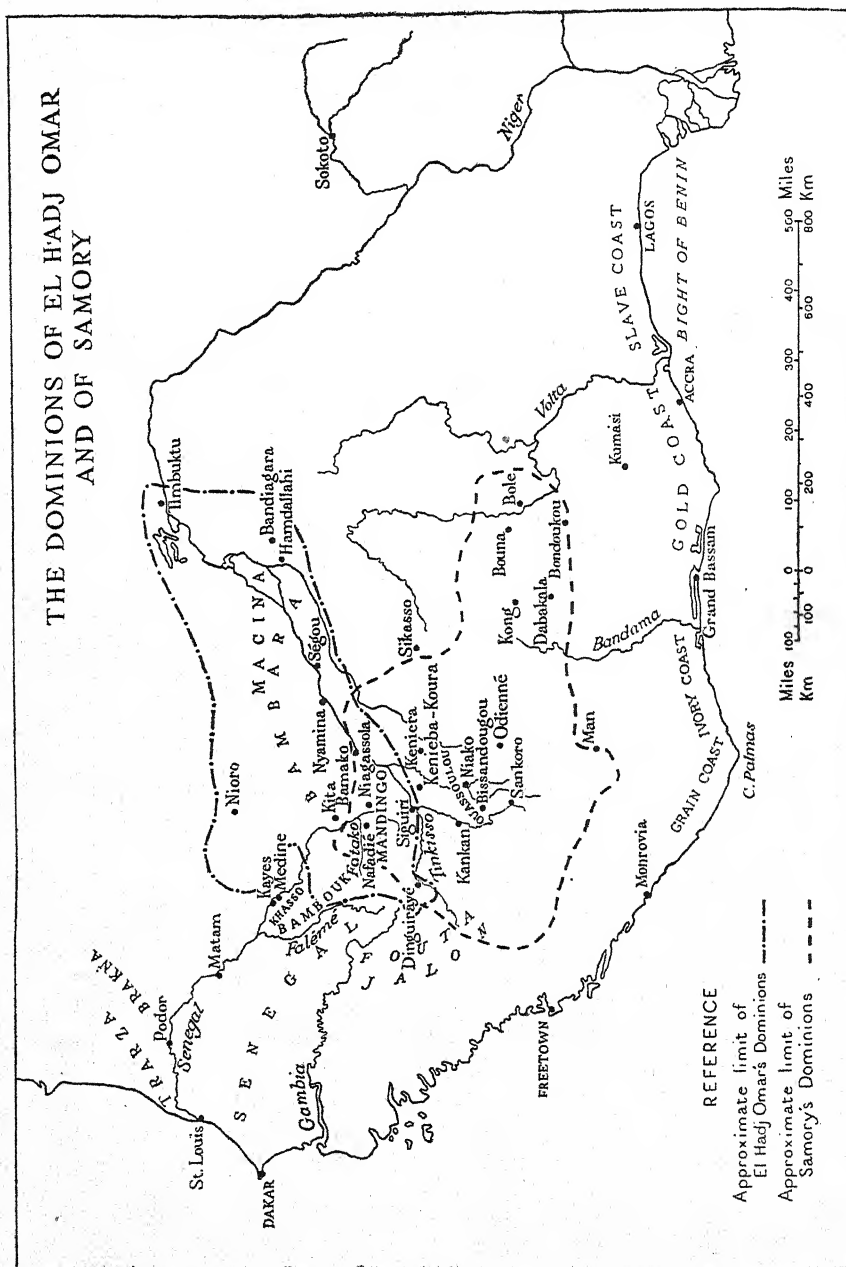 THE DOMINIONS OF EL HADJ OMAR
AND OF SAMORY
TRARZA
BRAKNA
Podor
Senegal
St. Louis
Matam
DAKAR
SENEGAL
Gambia
Kayes
Medine
KHASSO
BAMBOUK
Faléme
Nioro
Timbuktu
MACINA
BAMBARA
Bandiagara
Hamdallahi
Ségou
Nyamina
Kita
Bamako
Niagassola
Fatako
Nafadié
MANDINGO
Siguiri
Tinkisso
Dinguiraye
FOUTA
JALLO
Keniera
Kenieba-Koura
OUASSOULOU
Niako
Bissandougou
Kankan
Odienné
Sankoro
Sikasso
Kong
Bouna
Bole
Dabakala
Bondoukou
Bandama
Man
Volta
Kumasi
Sokoto
Niger
FREETOWN
Monrovia
GRAIN COAST
C. Palmas
IVORY COAST
Grand Bassam
GOLD COAST
ACCRA
SLAVE COAST
LAGOS
BIGHT OF BENIN
REFERENCE
Approximate limit of
El Hadj Omar's Dominions
Approximate limit of
Samory's Dominions
Miles 100 0 100 200 300 400 500 Miles
Km 100 0 200 400 600 800 Km